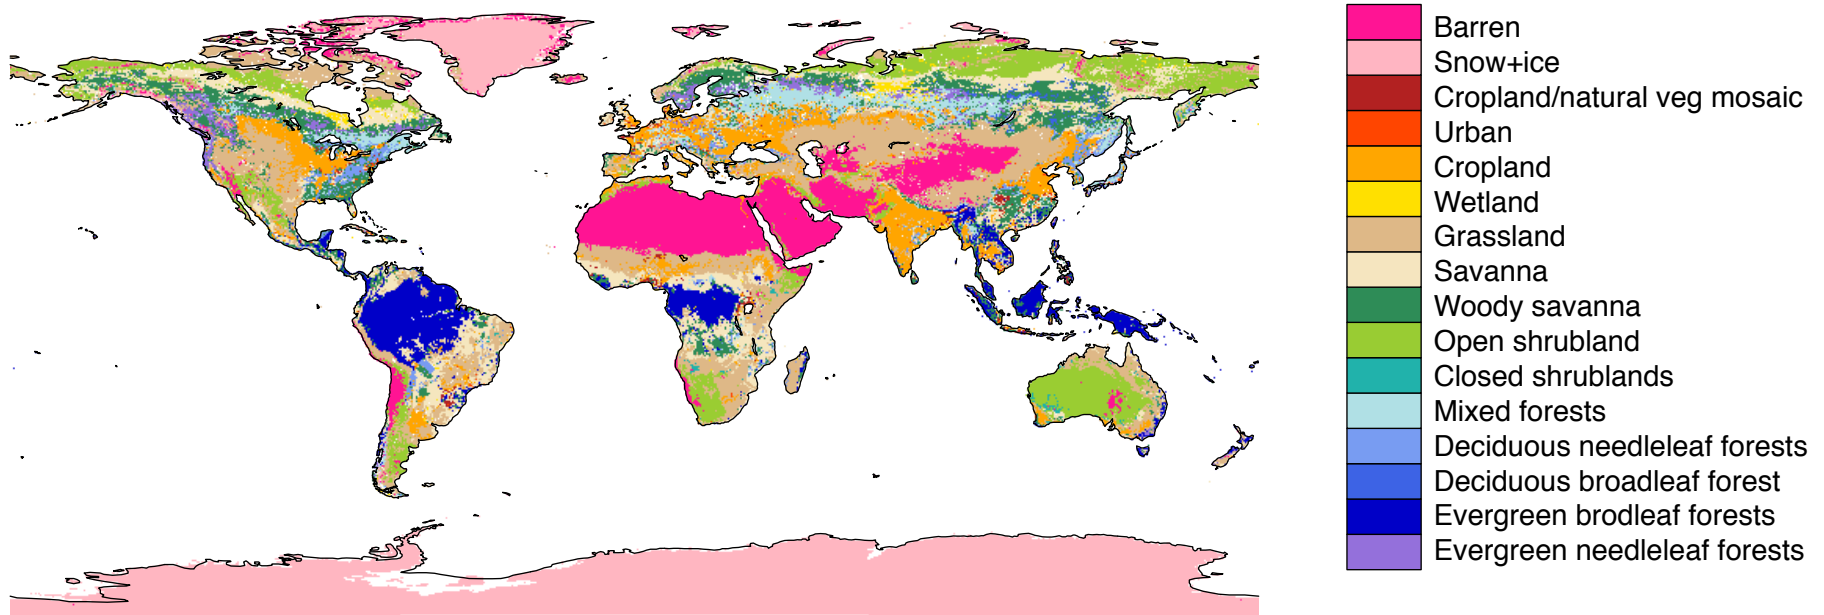 Barren
Snow+ice
Cropland/natural veg mosaic
Urban
Cropland
Wetland
Grassland
Savanna
Woody savanna
Open shrubland
Closed shrublands
Mixed forests
Deciduous needleleaf forests
Deciduous broadleaf forest
Evergreen brodleaf forests
Evergreen needleleaf forests